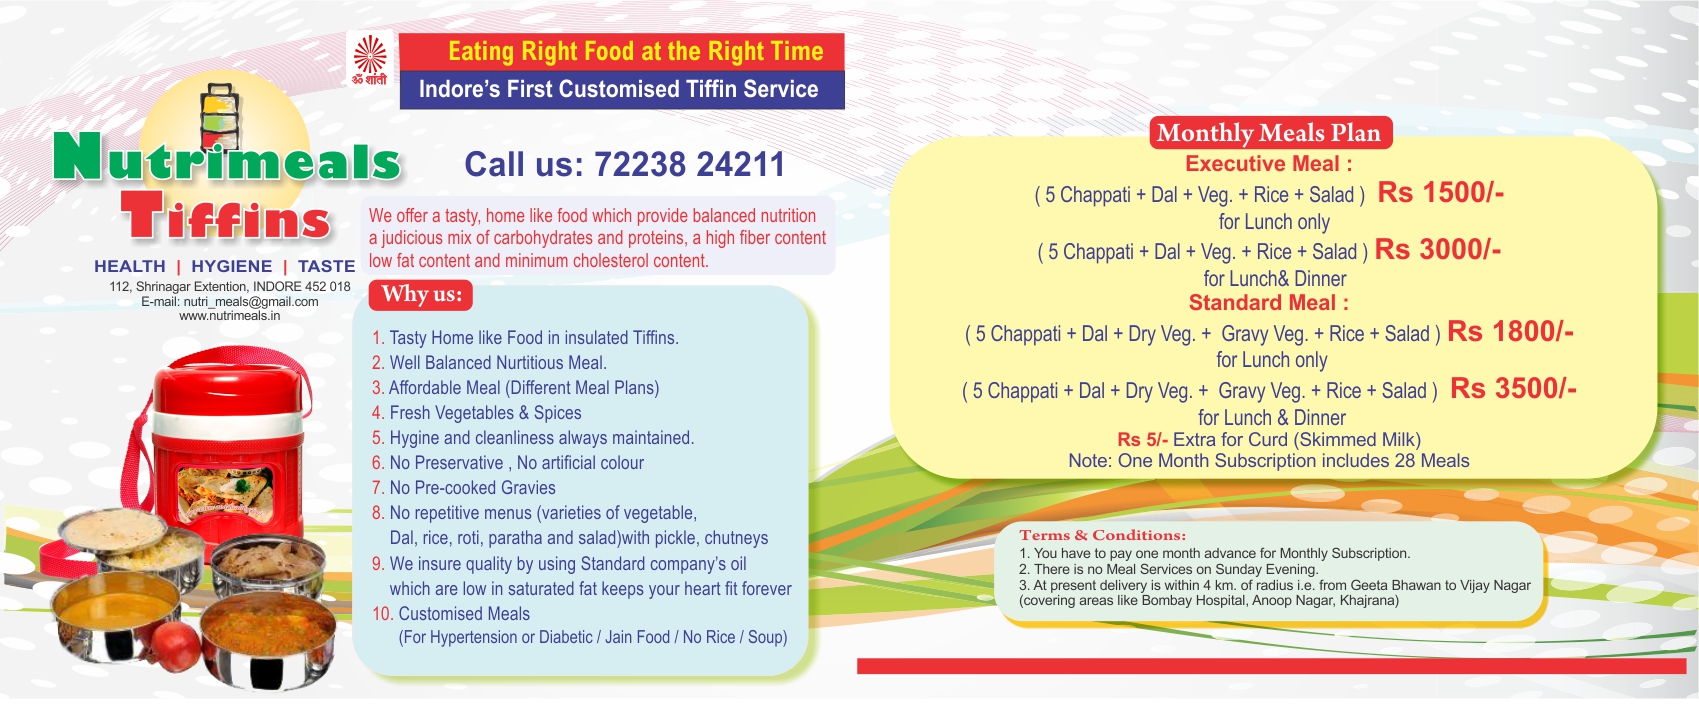 ॐ शांती
Eating Right Food at the Right Time
Indore's First Customised Tiffin Service
Nutrimeals
Tiffins
HEALTH | HYGIENE | TASTE
112, Shrinagar Extention, INDORE 452 018
E-mail: nutri_meals@gmail.com
www.nutrimeals.in
Call us: 72238 24211
We offer a tasty, home like food which provide balanced nutrition
a judicious mix of carbohydrates and proteins, a high fiber content
low fat content and minimum cholesterol content.
Why us:
1. Tasty Home like Food in insulated Tiffins.
2. Well Balanced Nurtitious Meal.
3. Affordable Meal (Different Meal Plans)
4. Fresh Vegetables & Spices
5. Hygine and cleanliness always maintained.
6. No Preservative , No artificial colour
7. No Pre-cooked Gravies
8. No repetitive menus (varieties of vegetable,
Dal, rice, roti, paratha and salad)with pickle, chutneys
9. We insure quality by using Standard company's oil
which are low in saturated fat keeps your heart fit forever
10. Customised Meals
(For Hypertension or Diabetic / Jain Food / No Rice / Soup)
Monthly Meals Plan
Executive Meal :
( 5 Chappati + Dal + Veg. + Rice + Salad ) Rs 1500/-
for Lunch only
( 5 Chappati + Dal + Veg. + Rice + Salad ) Rs 3000/-
for Lunch& Dinner
Standard Meal :
( 5 Chappati + Dal + Dry Veg. + Gravy Veg. + Rice + Salad ) Rs 1800/-
for Lunch only
( 5 Chappati + Dal + Dry Veg. + Gravy Veg. + Rice + Salad ) Rs 3500/-
for Lunch & Dinner
Rs 5/- Extra for Curd (Skimmed Milk)
Note: One Month Subscription includes 28 Meals
Terms & Conditions:
1. You have to pay one month advance for Monthly Subscription.
2. There is no Meal Services on Sunday Evening.
3. At present delivery is within 4 km. of radius i.e. from Geeta Bhawan to Vijay Nagar
(covering areas like Bombay Hospital, Anoop Nagar, Khajrana)